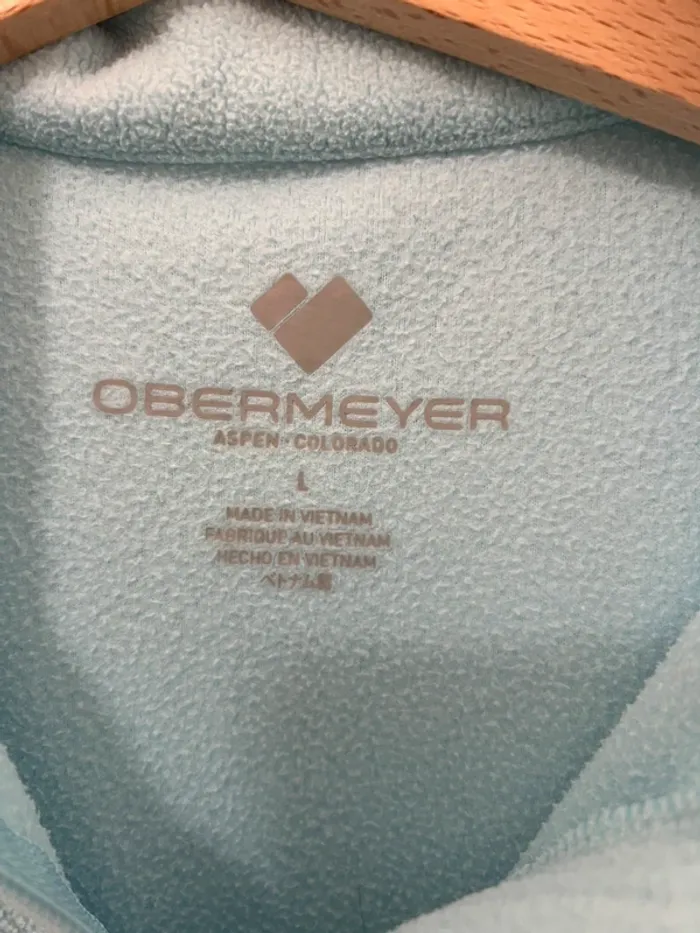 OBERMEYER
ASPEN · COLORADO
L
MADE IN VIETNAM
FABRIQUE AU VIETNAM
HECHO EN VIETNAM
ベトナム製